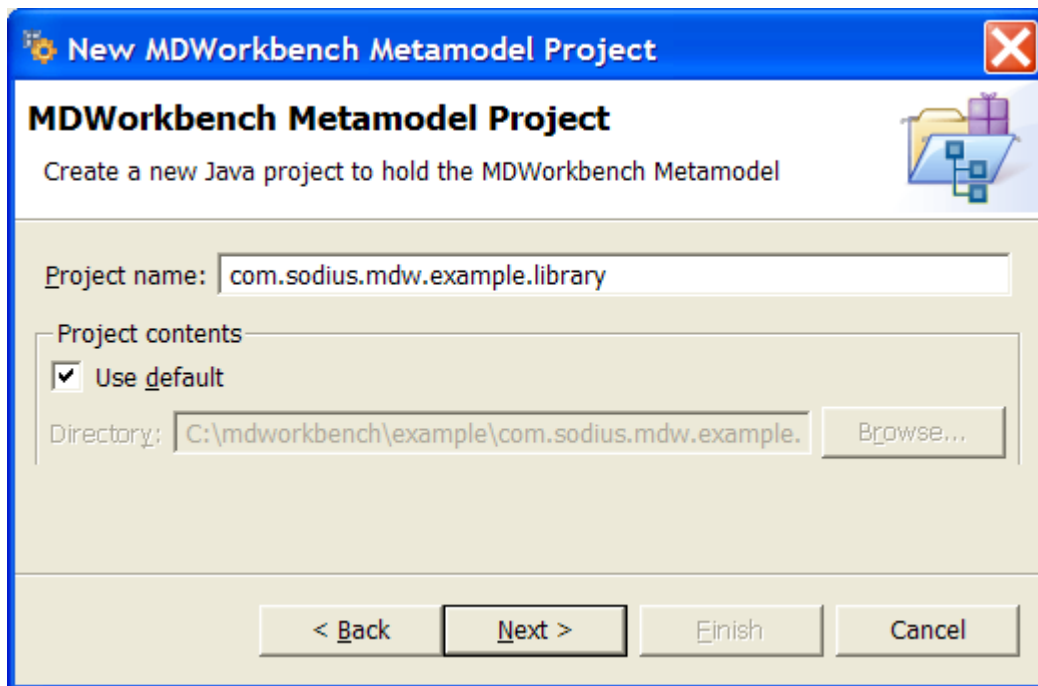 New MDWorkbench Metamodel Project
MDWorkbench Metamodel Project
Create a new Java project to hold the MDWorkbench Metamodel
Project name: com.sodius.mdw.example.library
Project contents
Use default
Directory: C:\mdworkbench\example\com.sodius.mdw.example. Browse...
< Back Next > Finish Cancel